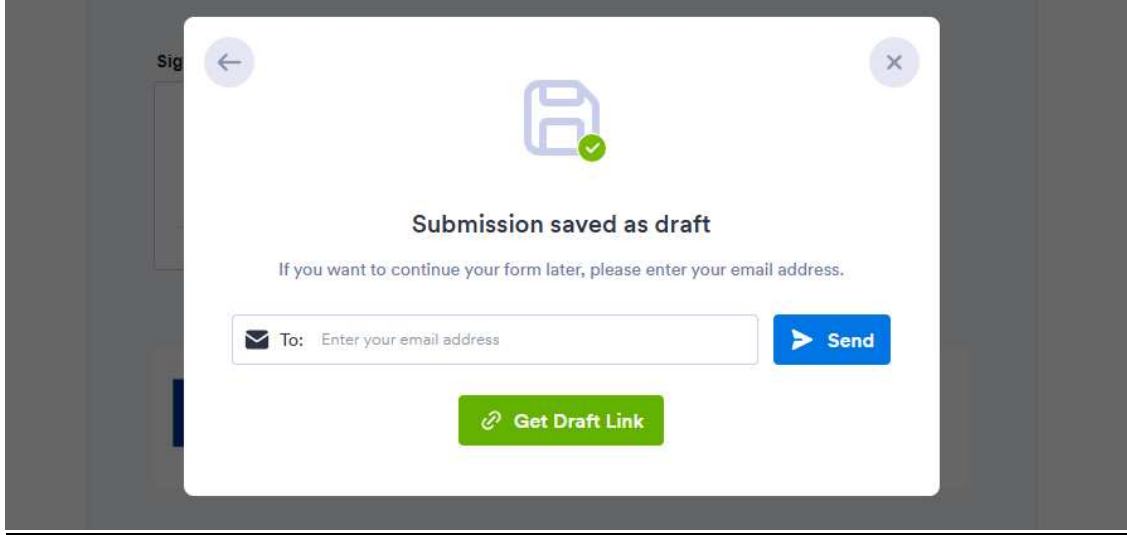 Sig
Submission saved as draft
If you want to continue your form later, please enter your email address.
To: Enter your email address
Send
Get Draft Link